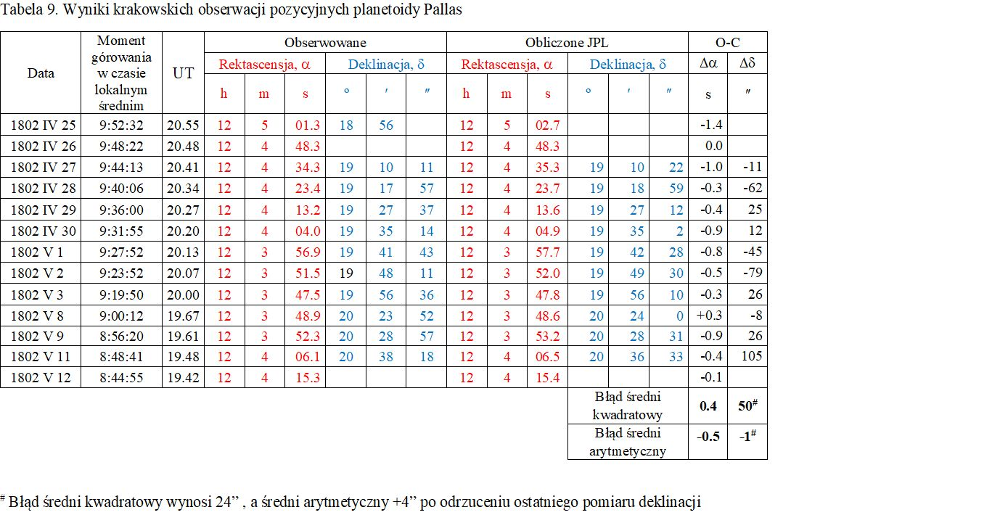 Tabela 9. Wyniki krakowskich obserwacji pozycyjnych planetoidy Pallas
Data Moment górowania w czasie lokalnym średnim UT Obserwowane Obliczone JPL O-C
Rektascensja, α Deklinacja, δ Rektascensja, α Deklinacja, δ Δα Δδ
h m s º ′ ″ h m s º ′ ″ s ″
1802 IV 25 9:52:32 20.55 12 5 01.3 18 56 12 5 02.7 -1.4
1802 IV 26 9:48:22 20.48 12 4 48.3 12 4 48.3 0.0
1802 IV 27 9:44:13 20.41 12 4 34.3 19 10 11 12 4 35.3 19 10 22 -1.0 -11
1802 IV 28 9:40:06 20.34 12 4 23.4 19 17 57 12 4 23.7 19 18 59 -0.3 -62
1802 IV 29 9:36:00 20.27 12 4 13.2 19 27 37 12 4 13.6 19 27 12 -0.4 25
1802 IV 30 9:31:55 20.20 12 4 04.0 19 35 14 12 4 04.9 19 35 2 -0.9 12
1802 V 1 9:27:52 20.13 12 3 56.9 19 41 43 12 3 57.7 19 42 28 -0.8 -45
1802 V 2 9:23:52 20.07 12 3 51.5 19 48 11 12 3 52.0 19 49 30 -0.5 -79
1802 V 3 9:19:50 20.00 12 3 47.5 19 56 36 12 3 47.8 19 56 10 -0.3 26
1802 V 8 9:00:12 19.67 12 3 48.9 20 23 52 12 3 48.6 20 24 0 +0.3 -8
1802 V 9 8:56:20 19.61 12 3 52.3 20 28 57 12 3 53.2 20 28 31 -0.9 26
1802 V 11 8:48:41 19.48 12 4 06.1 20 38 18 12 4 06.5 20 36 33 -0.4 105
1802 V 12 8:44:55 19.42 12 4 15.3 12 4 15.4 -0.1
Błąd średni kwadratowy 0.4 50#
Błąd średni arytmetyczny -0.5 -1#
# Błąd średni kwadratowy wynosi 24” , a średni arytmetyczny +4” po odrzuceniu ostatniego pomiaru deklinacji